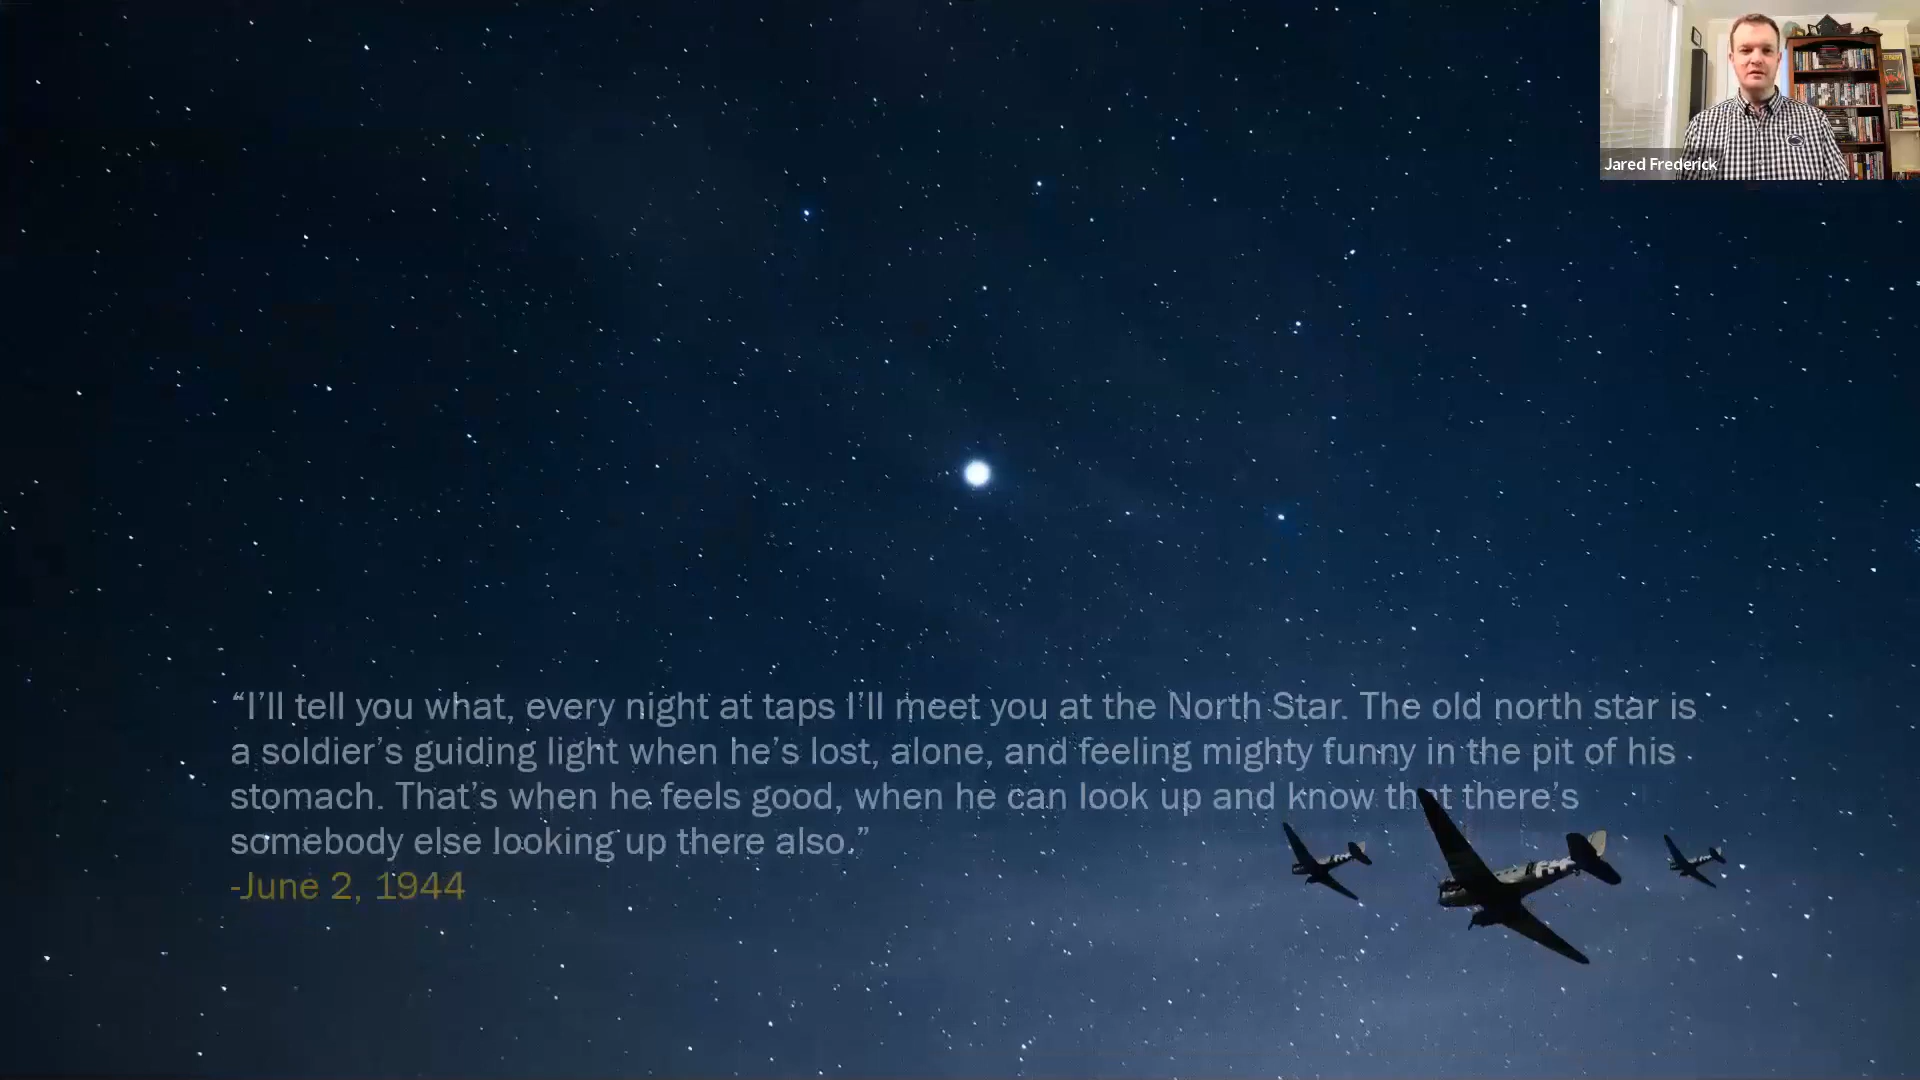 Jared Frederick
“I’ll tell you what, every night at taps I’ll meet you at the North Star. The old north star is
a soldier’s guiding light when he’s lost, alone, and feeling mighty funny in the pit of his
stomach. That’s when he feels good, when he can look up and know that there’s
somebody else looking up there also.”
-June 2, 1944